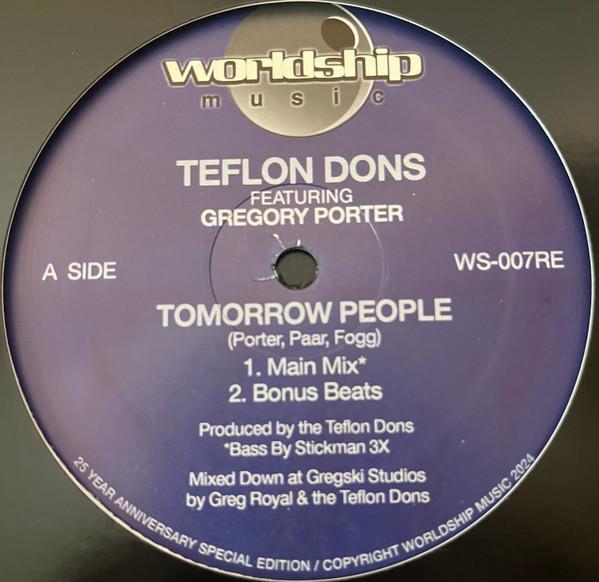 worldship
music
TEFLON DONS
FEATURING
GREGORY PORTER
A SIDE
WS-007RE
TOMORROW PEOPLE
(Porter, Paar, Fogg)
1. Main Mix*
2. Bonus Beats
Produced by the Teflon Dons
*Bass By Stickman 3X
Mixed Down at Gregski Studios
by Greg Royal & the Teflon Dons
25 YEAR ANNIVERSARY SPECIAL EDITION / COPYRIGHT WORLDSHIP MUSIC 2024